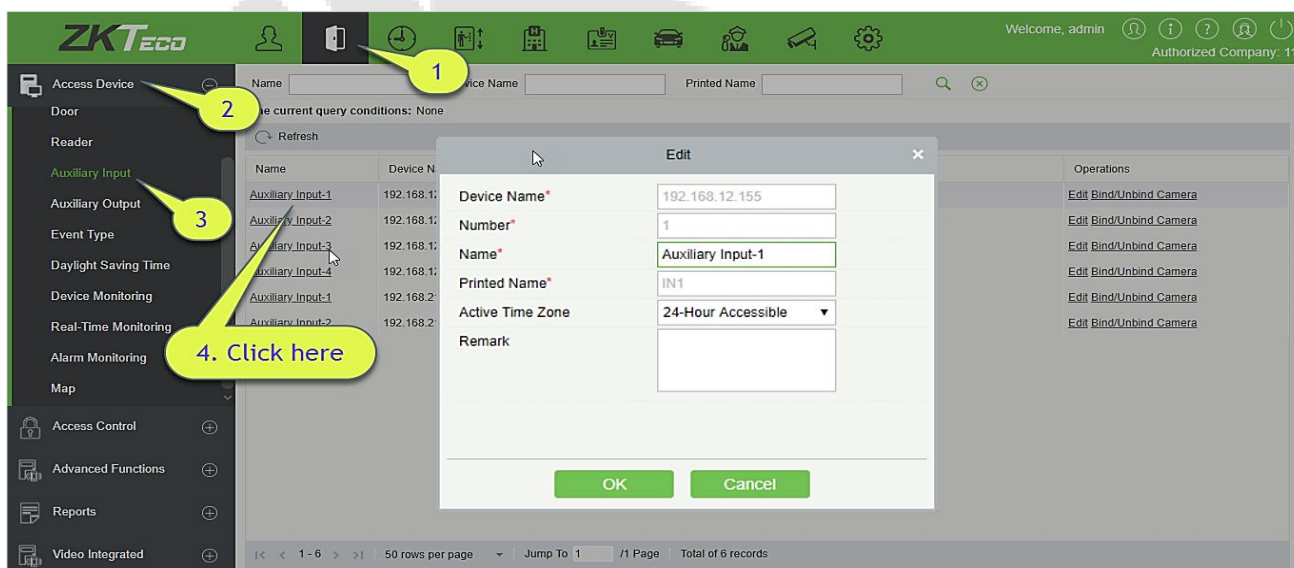 ZKTECO
Welcome, admin
Authorized Company: 11
1
Access Device
2
Door
Reader
Auxiliary Input
3
Auxiliary Output
Event Type
Daylight Saving Time
Device Monitoring
Real-Time Monitoring
Alarm Monitoring
Map
Access Control
Advanced Functions
Reports
Video Integrated
Name
Name
Printed Name
current query conditions: None
Refresh
Name Device N Operations
Auxiliary Input-1 192.168.12 Edit Bind/Unbind Camera
Auxiliary Input-2 192.168.12 Edit Bind/Unbind Camera
Auxiliary Input-3 192.168.12 Edit Bind/Unbind Camera
Auxiliary Input-4 192.168.12 Edit Bind/Unbind Camera
Auxiliary Input-1 192.168.2 Edit Bind/Unbind Camera
Auxiliary Input-2 192.168.2 Edit Bind/Unbind Camera
4. Click here
Edit
Device Name* 192.168.12.155
Number* 1
Name* Auxiliary Input-1
Printed Name* IN1
Active Time Zone 24-Hour Accessible
Remark
OK Cancel
|< < 1 - 6 > >| 50 rows per page Jump To 1 /1 Page Total of 6 records